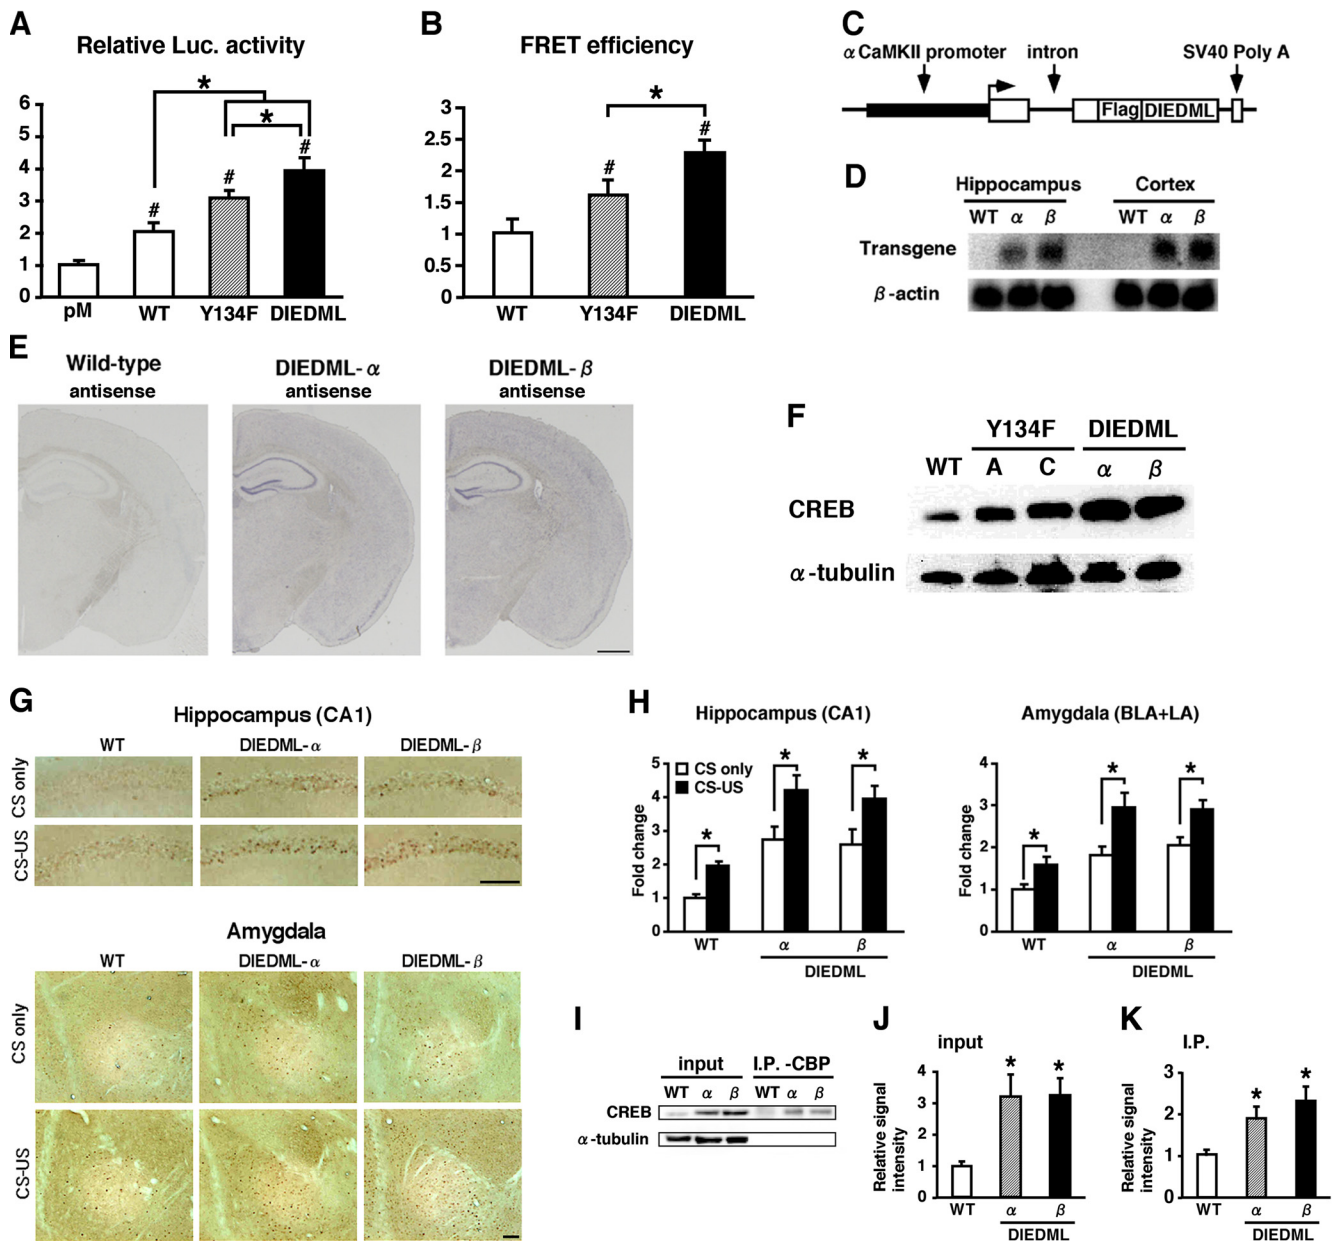 A
Relative Luc. activity
*
*
#
#
#
6
5
4
3
2
1
0
pM WT Y134F DIEDML
B
FRET efficiency
*
#
#
3
2.5
2
1.5
1
0.5
0
WT Y134F DIEDML
C
α CaMKII promoter intron SV40 Poly A
Flag DIEDML
D
Hippocampus Cortex
WT α β WT α β
Transgene
β-actin
E
Wild-type DIEDML-α DIEDML-β
antisense antisense antisense
F
Y134F DIEDML
WT A C α β
CREB
α-tubulin
G
Hippocampus (CA1)
WT DIEDML-α DIEDML-β
CS only
CS-US
Amygdala
WT DIEDML-α DIEDML-β
CS only
CS-US
H
Hippocampus (CA1)
CS only
CS-US
* * *
Fold change
5
4
3
2
1
0
WT α β
DIEDML
Amygdala (BLA+LA)
* * *
Fold change
4
3
2
1
0
WT α β
DIEDML
I
input I.P. -CBP
WT α β WT α β
CREB
α-tubulin
J
input
* *
Relative signal
intensity
4
3
2
1
0
WT α β
DIEDML
K
I.P.
* *
Relative signal
intensity
3
2
1
0
WT α β
DIEDML